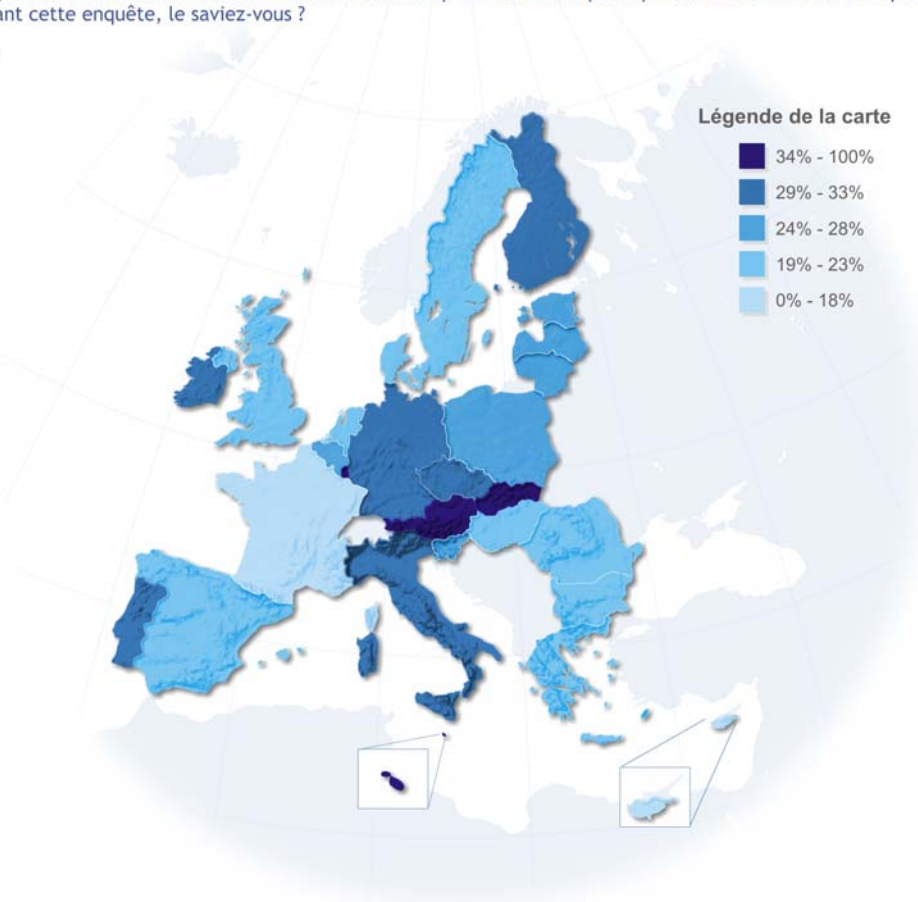 ant cette enquête, le saviez-vous ?
Légende de la carte
34% - 100%
29% - 33%
24% - 28%
19% - 23%
0% - 18%